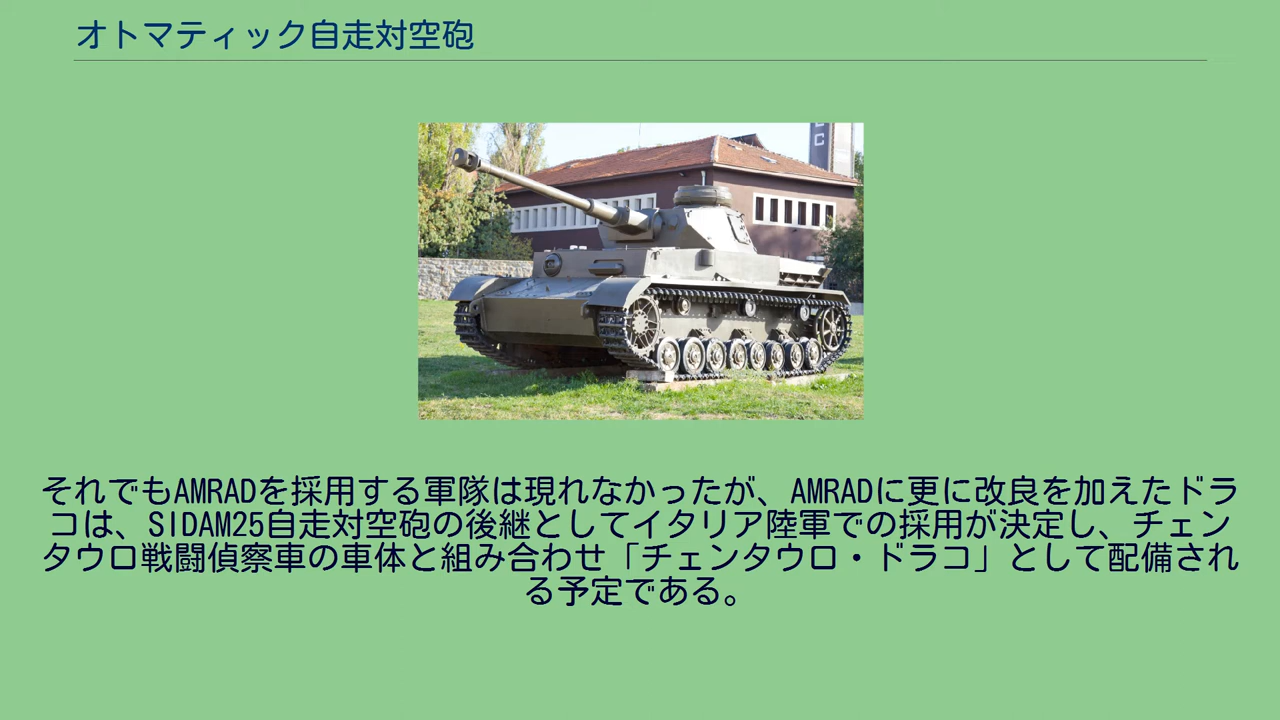 オトマティック自走対空砲
C
それでもAMRADを採用する軍隊は現れなかったが、AMRADに更に改良を加えたドラ
コは、SIDAM25自走対空砲の後継としてイタリア陸軍での採用が決定し、チェン
タウロ戦闘偵察車の車体と組み合わせ「チェンタウロ・ドラコ」として配備され
る予定である。